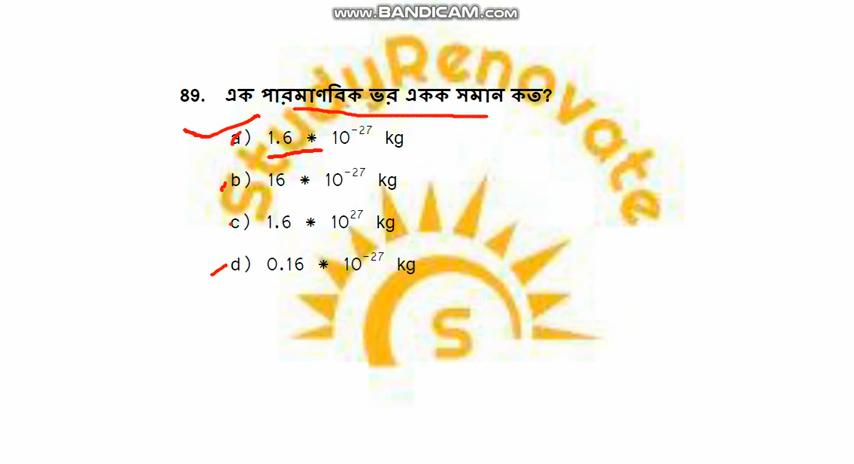 www.BANDICAM.com
StudyRenovate
89. এক পারমাণবিক ভর একক সমান কত?
a) 1.6 * 10⁻²⁷ kg
b) 16 * 10⁻²⁷ kg
c) 1.6 * 10²⁷ kg
d) 0.16 * 10⁻²⁷ kg
S